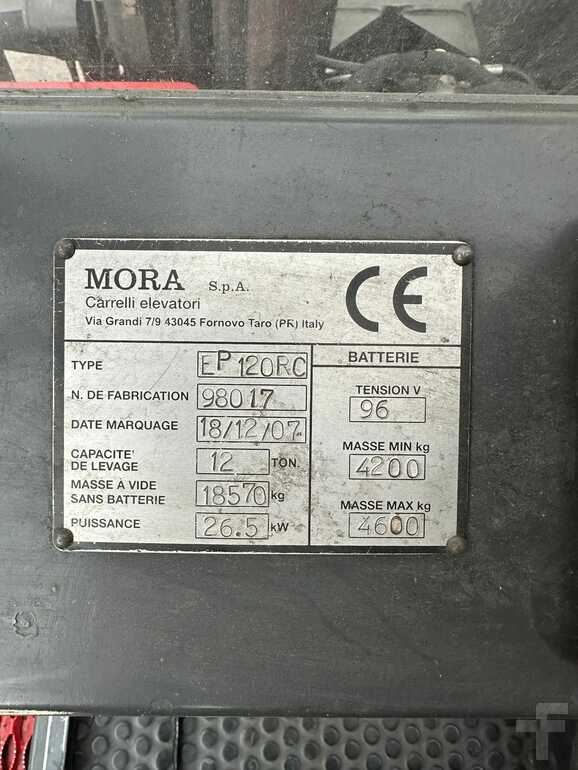 MORA S.p.A.
Carrelli elevatori
Via Grandi 7/9 43045 Fornovo Taro (PR) Italy
CE
TYPE EP120RC
N. DE FABRICATION 98017
DATE MARQUAGE 18/12/07
CAPACITE' DE LEVAGE 12 TON.
MASSE À VIDE SANS BATTERIE 18570 kg
PUISSANCE 26.5 kW
BATTERIE
TENSION V
96
MASSE MIN kg
4200
MASSE MAX kg
4600